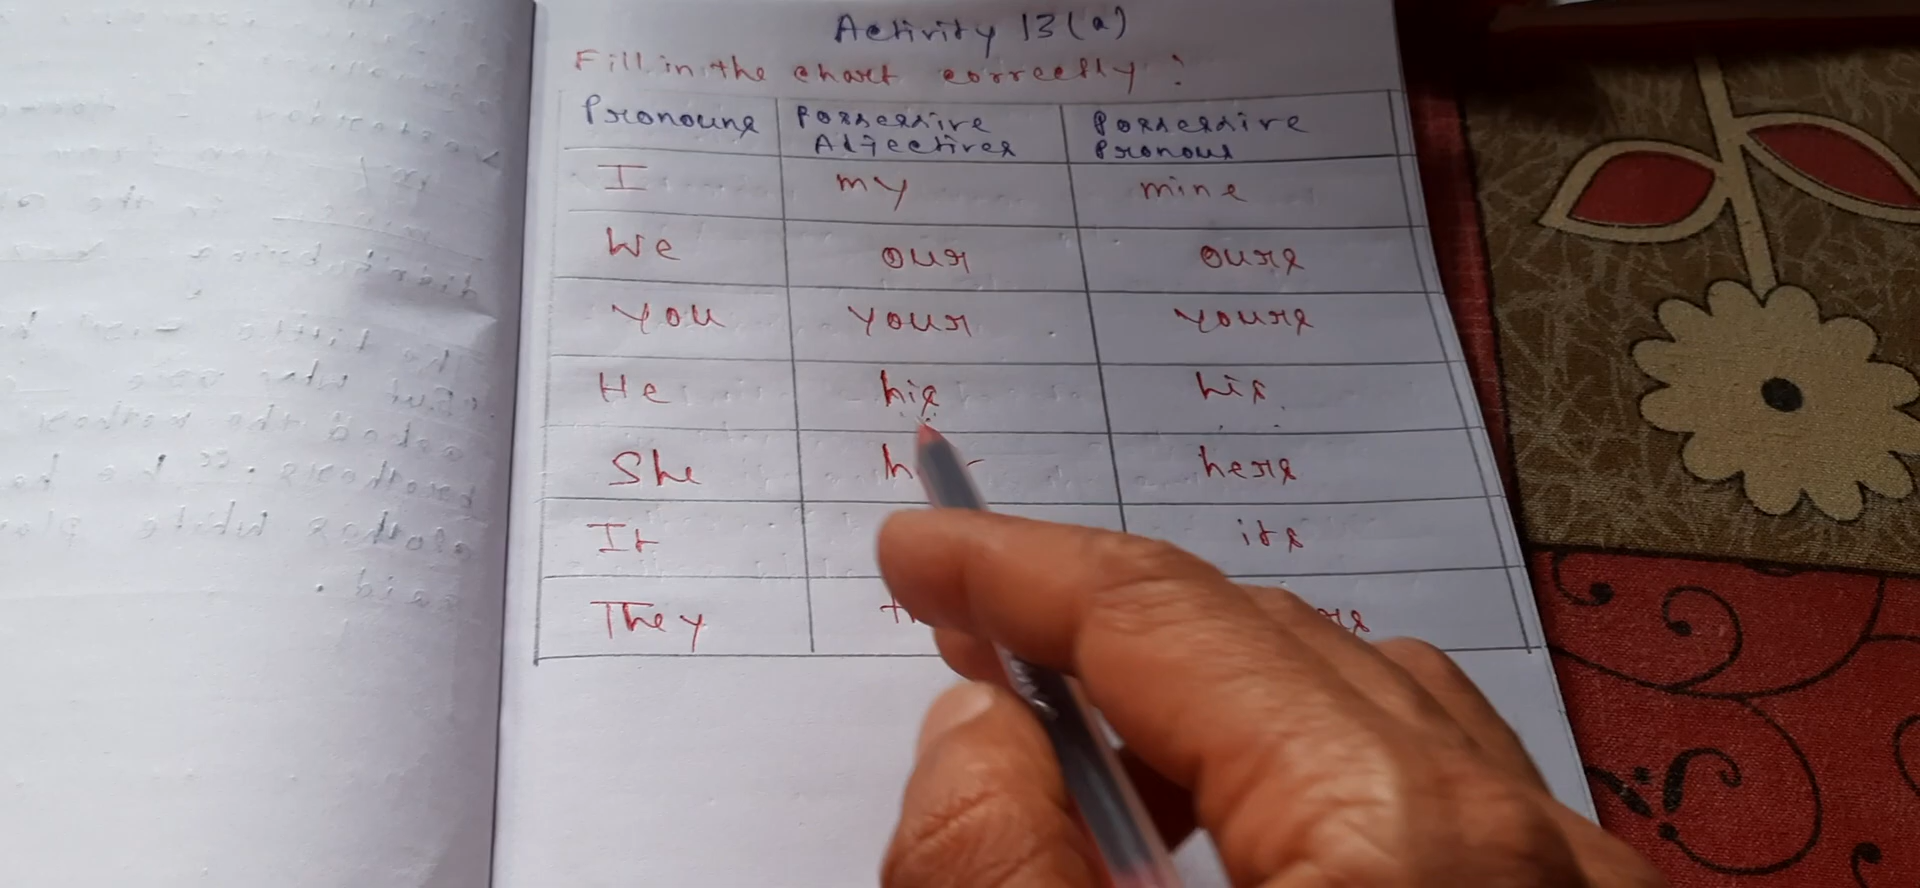 Activity 13(a)
Fill in the chart correctly:
Pronouns Possessive Adjectives Possessive Pronous
I my mine
We our ours
You your yours
He his his
She hers
It its
They